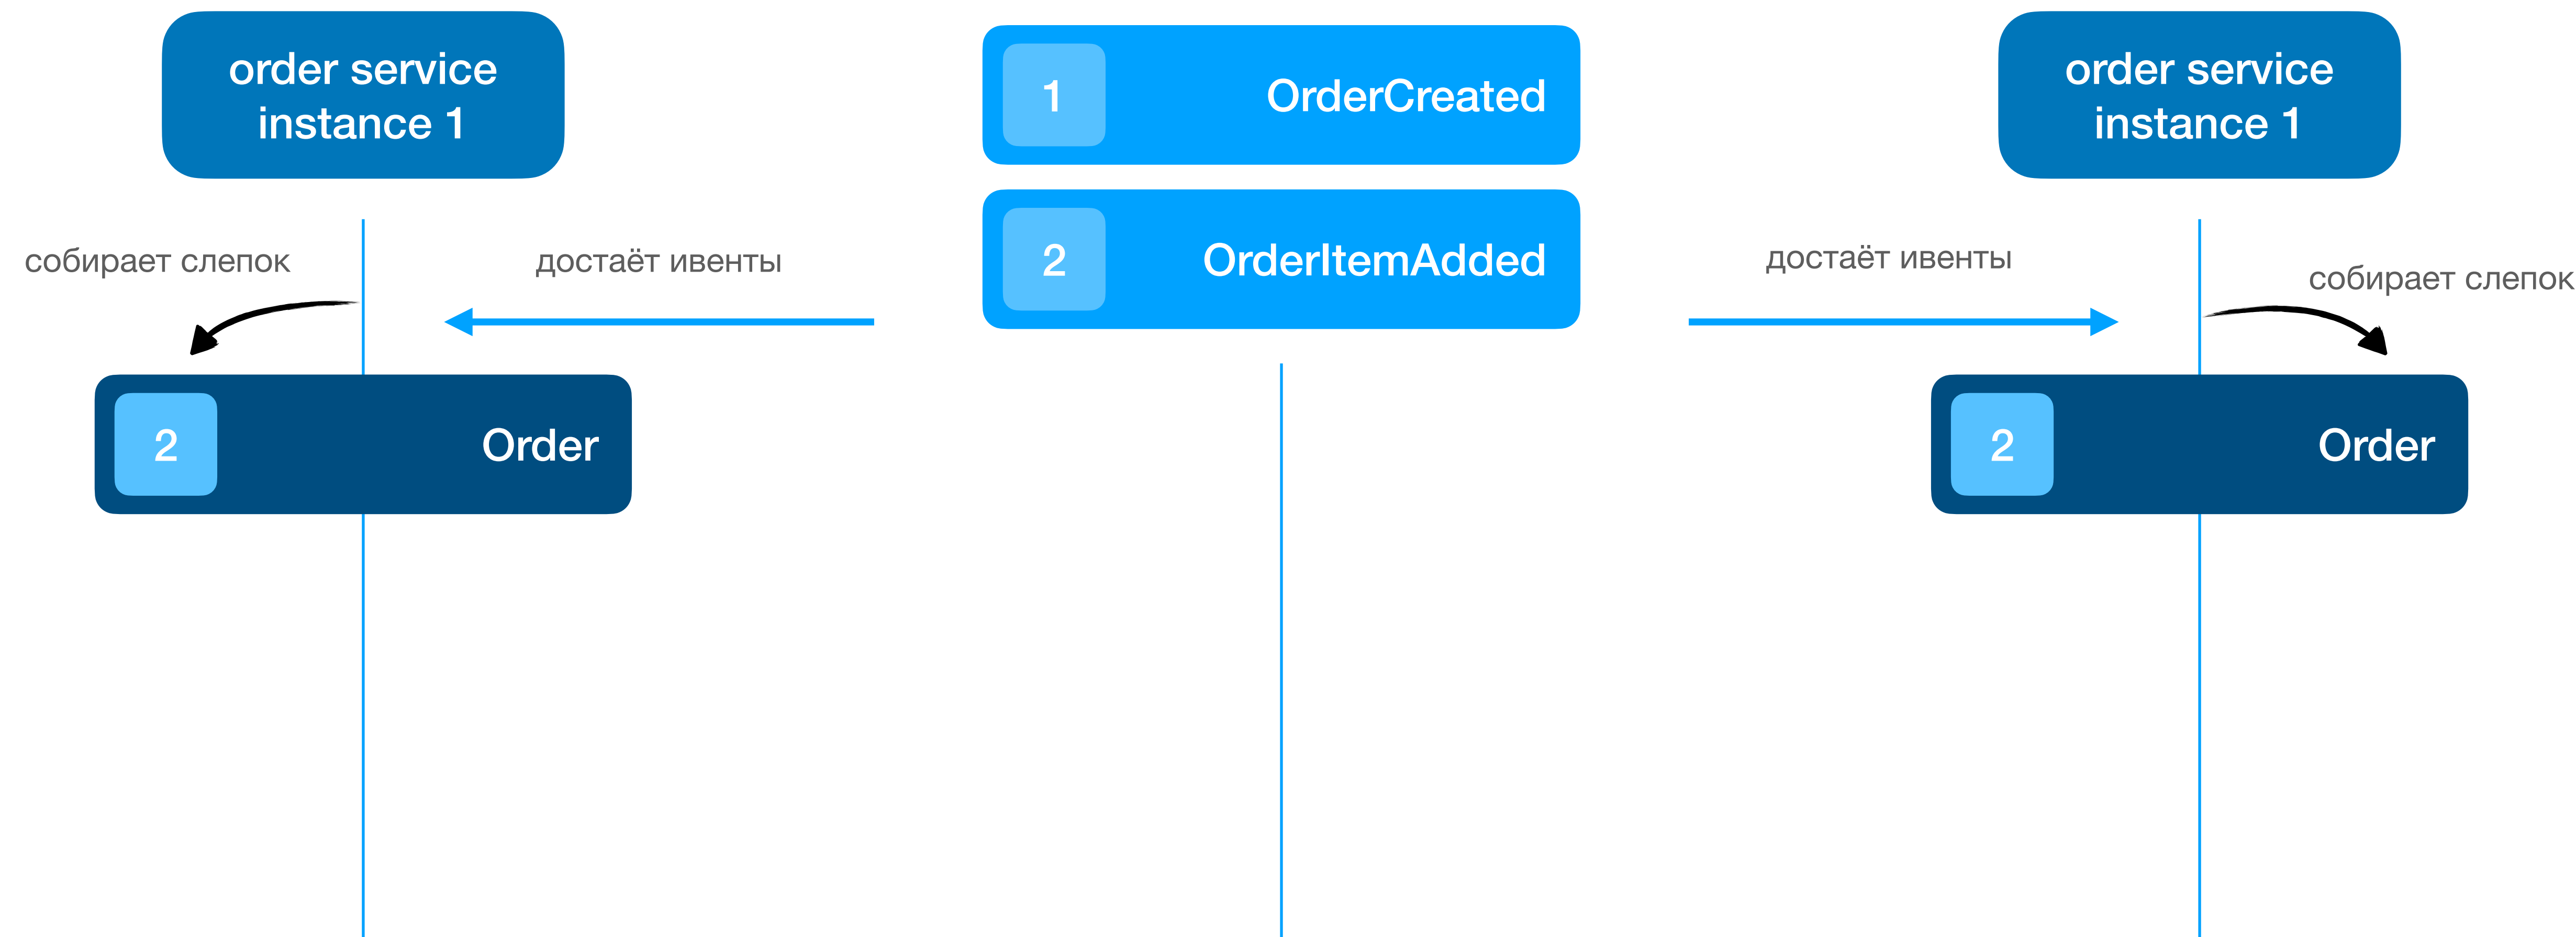 order service
instance 1
собирает слепок
достаёт ивенты
2
Order
1
OrderCreated
2
OrderItemAdded
order service
instance 1
достаёт ивенты
собирает слепок
2
Order